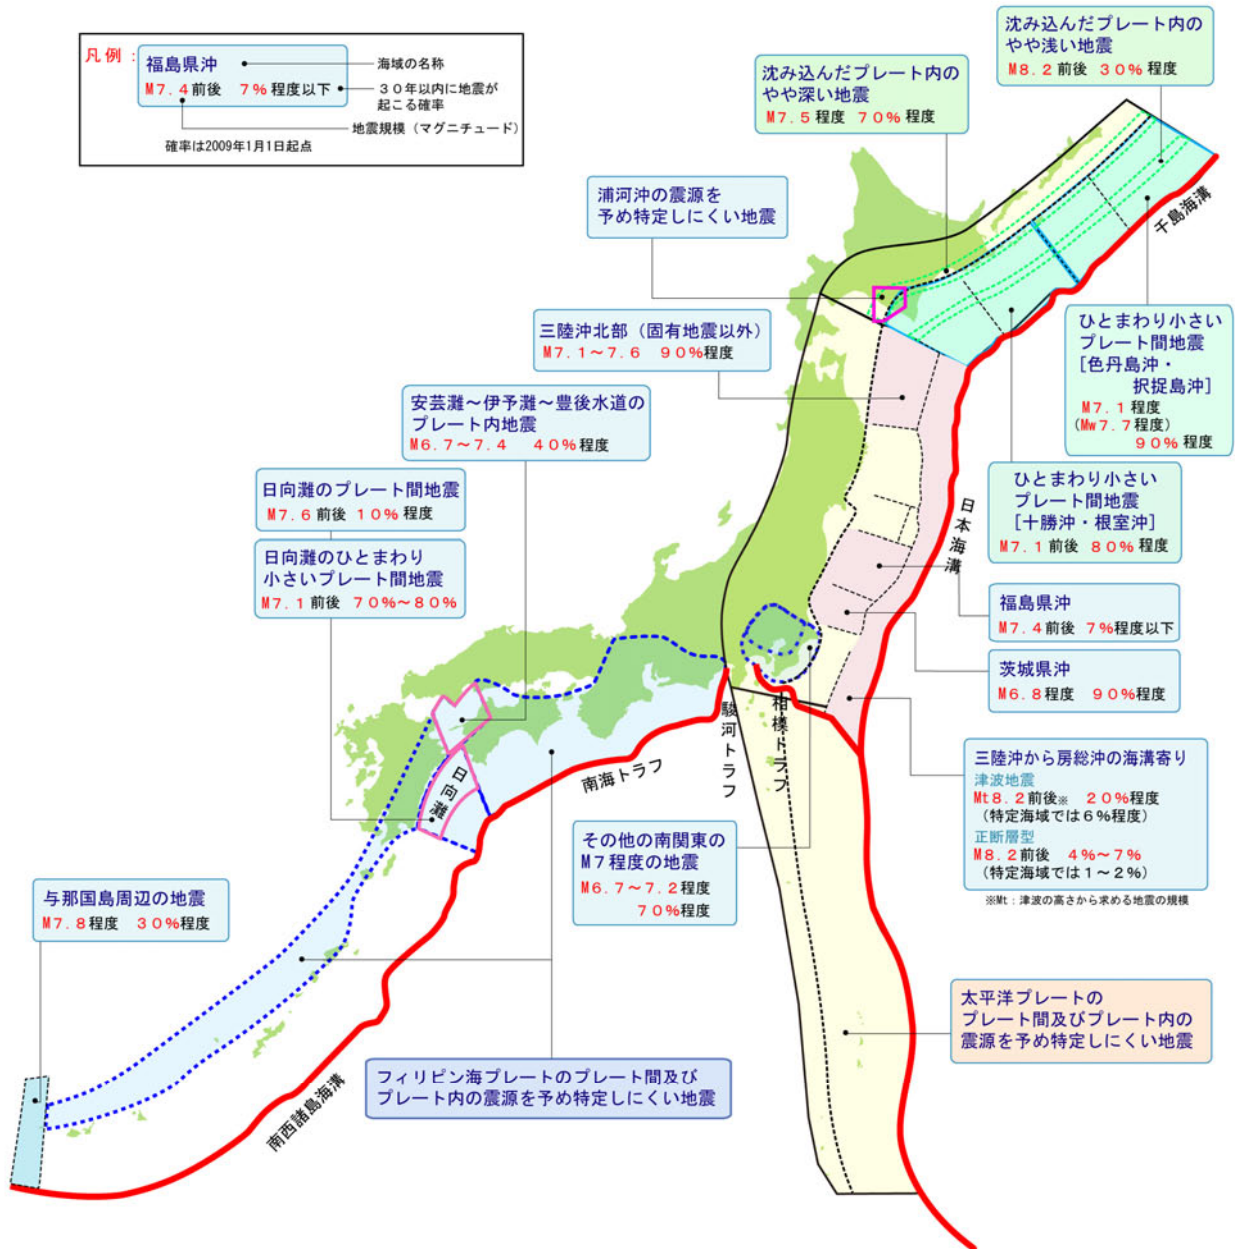 凡例：
福島県沖
M7.4前後 7%程度以下
海域の名称
30年以内に地震が
起こる確率
地震規模（マグニチュード）
確率は2009年1月1日起点
沈み込んだプレート内の
やや浅い地震
M8.2前後 30%程度
沈み込んだプレート内の
やや深い地震
M7.5程度 70%程度
浦河沖の震源を
予め特定しにくい地震
千島海溝
三陸沖北部（固有地震以外）
M7.1～7.6 90%程度
ひとまわり小さい
プレート間地震
[色丹島沖・
択捉島沖]
M7.1程度
(Mw7.7程度)
90%程度
安芸灘～伊予灘～豊後水道の
プレート内地震
M6.7～7.4 40%程度
日向灘のプレート間地震
M7.6前後 10%程度
日向灘のひとまわり
小さいプレート間地震
M7.1前後 70%～80%
ひとまわり小さい
プレート間地震
[十勝沖・根室沖]
M7.1前後 80%程度
日本海溝
福島県沖
M7.4前後 7%程度以下
茨城県沖
M6.8程度 90%程度
三陸沖から房総沖の海溝寄り
津波地震
Mt8.2前後※ 20%程度
（特定海域では6%程度）
正断層型
M8.2前後 4%～7%
（特定海域では1～2%）
※Mt：津波の高さから求める地震の規模
相模トラフ
駿河トラフ
南海トラフ
日向灘
その他の南関東の
M7程度の地震
M6.7～7.2程度
70%程度
与那国島周辺の地震
M7.8程度 30%程度
太平洋プレートの
プレート間及びプレート内の
震源を予め特定しにくい地震
フィリピン海プレートのプレート間及び
プレート内の震源を予め特定しにくい地震
南西諸島海溝